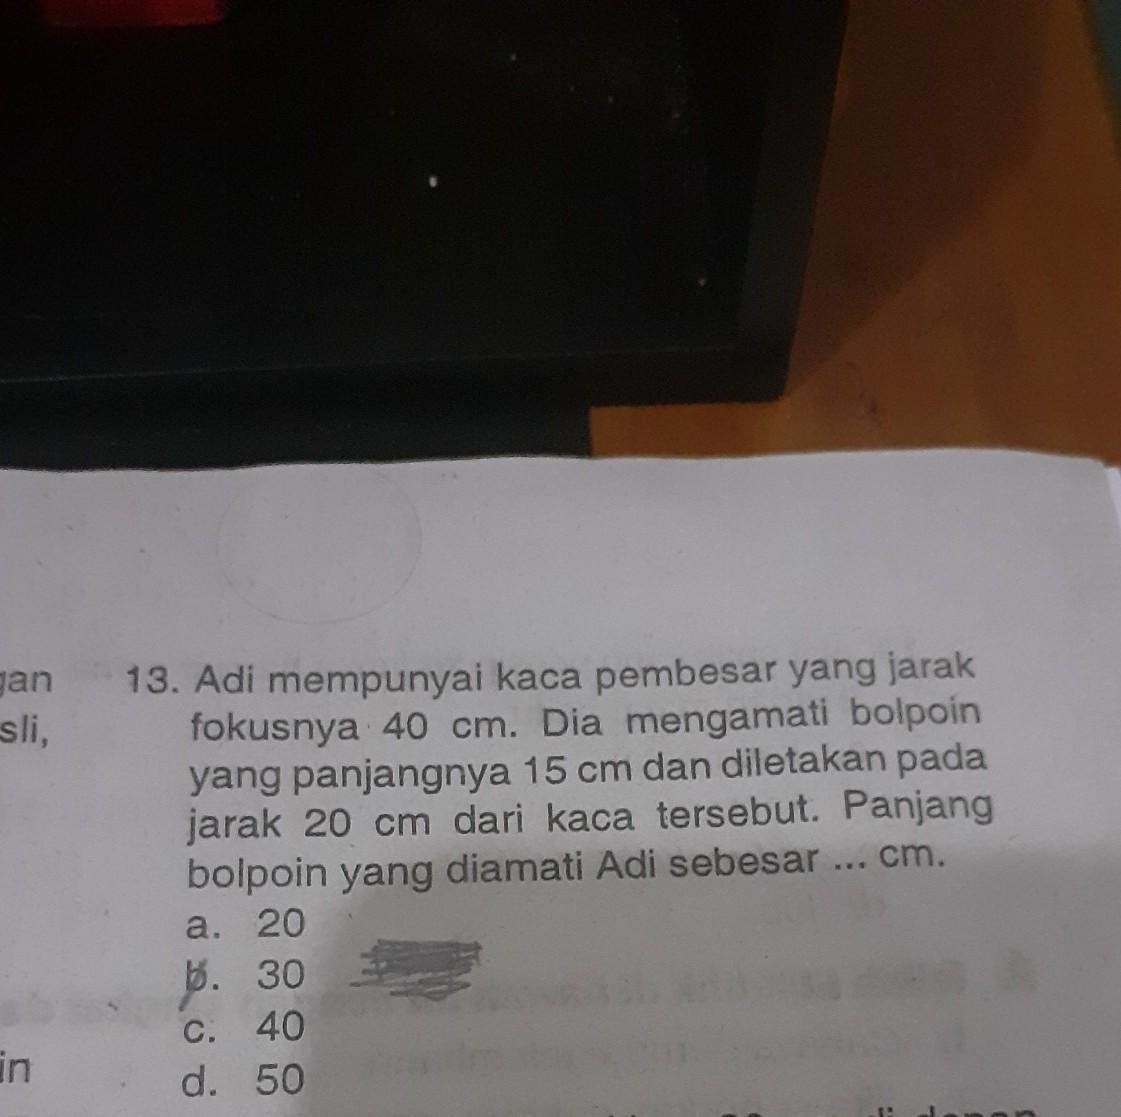 gan
sli,
in
13. Adi mempunyai kaca pembesar yang jarak
fokusnya 40 cm. Dia mengamati bolpoin
yang panjangnya 15 cm dan diletakan pada
jarak 20 cm dari kaca tersebut. Panjang
bolpoin yang diamati Adi sebesar ... cm.
a. 20
b. 30
c. 40
d. 50